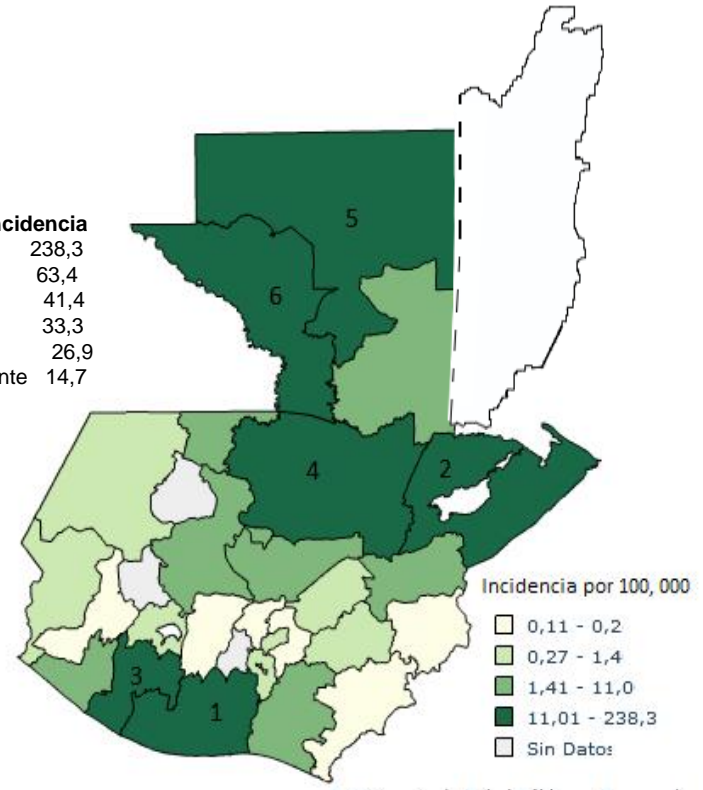 5
6
4
2
3
1
238,3
63,4
41,4
33,3
26,9
14,7
Incidencia por 100, 000
0,11 - 0,2
0,27 - 1,4
1,41 - 11,0
11,01 - 238,3
Sin Datos